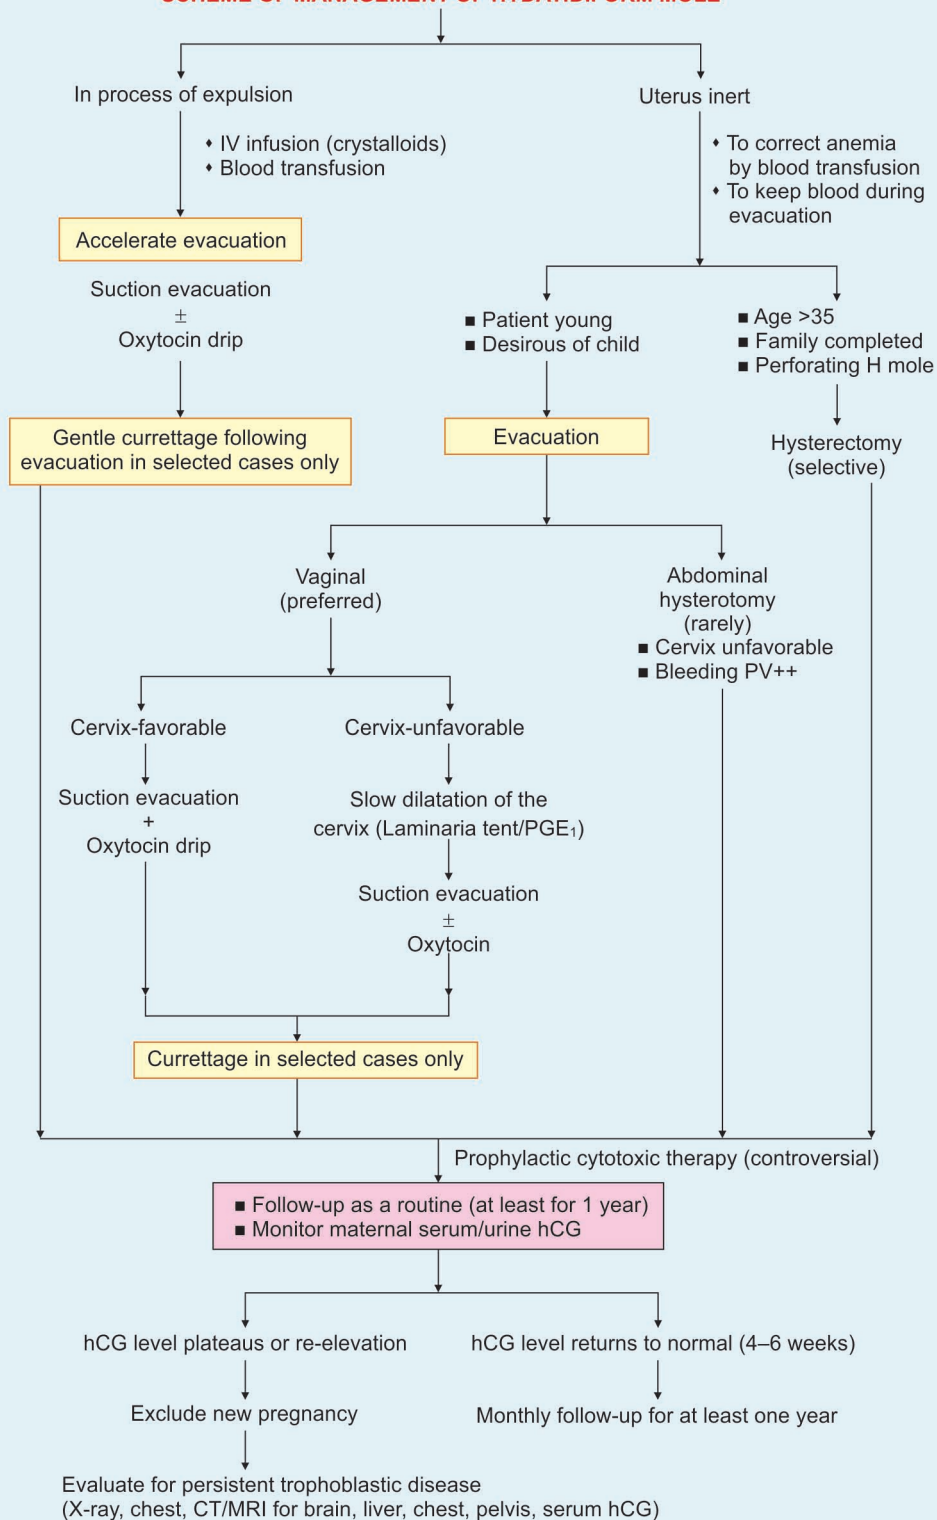 SCHEME OF MANAGEMENT OF HYDATIDIFORM MOLE
In process of expulsion
♦ IV infusion (crystalloids)
♦ Blood transfusion
Accelerate evacuation
Suction evacuation
±
Oxytocin drip
Gentle currettage following
evacuation in selected cases only
Uterus inert
♦ To correct anemia
by blood transfusion
♦ To keep blood during
evacuation
■ Patient young
■ Desirous of child
■ Age >35
■ Family completed
■ Perforating H mole
Evacuation
Hysterectomy
(selective)
Vaginal
(preferred)
Abdominal
hysterotomy
(rarely)
■ Cervix unfavorable
■ Bleeding PV++
Cervix-favorable
Suction evacuation
+
Oxytocin drip
Cervix-unfavorable
Slow dilatation of the
cervix (Laminaria tent/PGE₁)
Suction evacuation
±
Oxytocin
Currettage in selected cases only
Prophylactic cytotoxic therapy (controversial)
■ Follow-up as a routine (at least for 1 year)
■ Monitor maternal serum/urine hCG
hCG level plateaus or re-elevation
Exclude new pregnancy
Evaluate for persistent trophoblastic disease
(X-ray, chest, CT/MRI for brain, liver, chest, pelvis, serum hCG)
hCG level returns to normal (4–6 weeks)
Monthly follow-up for at least one year